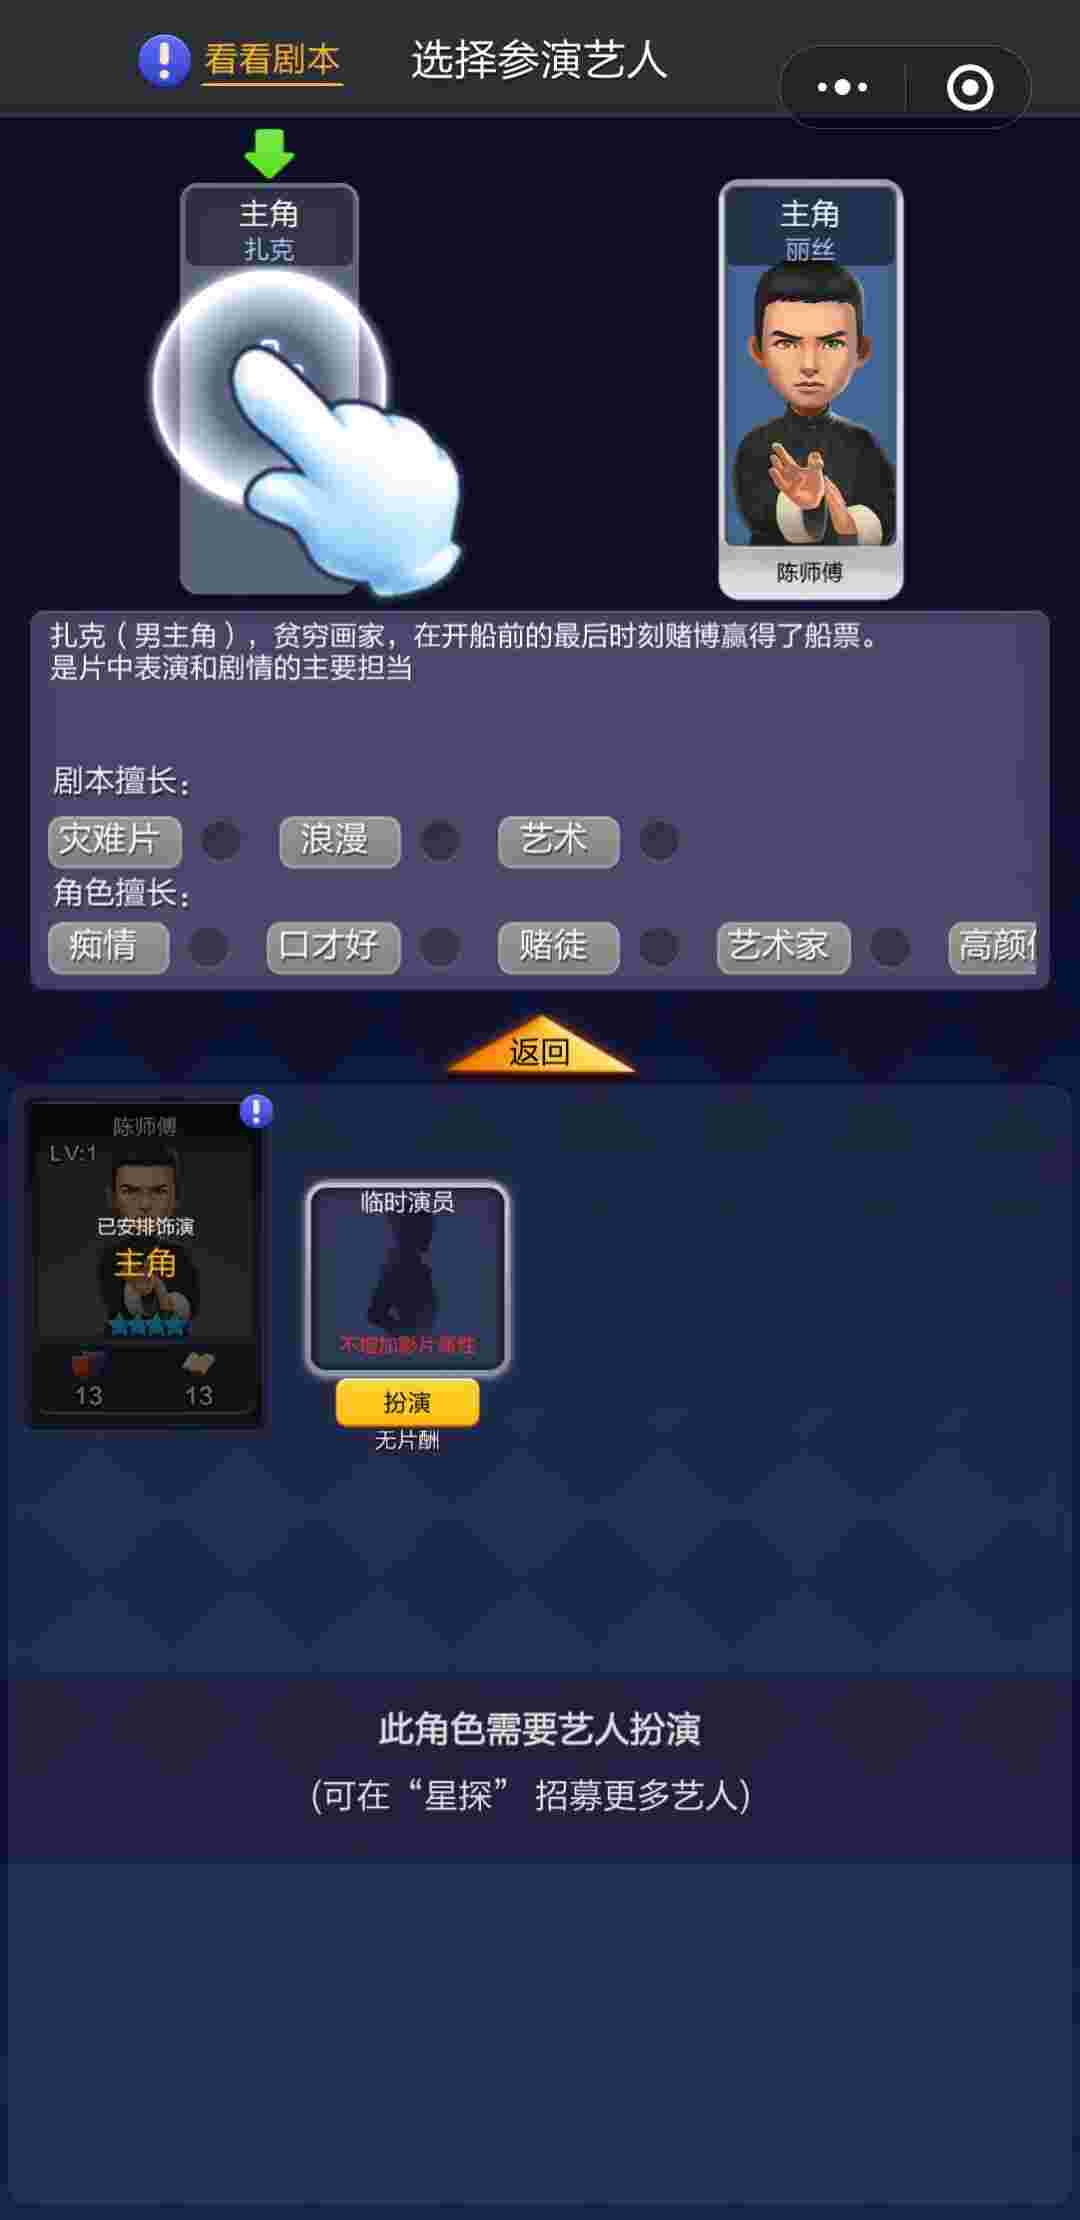 看看剧本
选择参演艺人
主角
扎克
主角
丽丝
陈师傅
扎克（男主角），贫穷画家，在开船前的最后时刻赌博赢得了船票。
是片中表演和剧情的主要担当
剧本擅长：
灾难片 浪漫 艺术
角色擅长：
痴情 口才好 赌徒 艺术家 高颜
返回
陈师傅
LV:1
已安排饰演
主角
13 13
临时演员
不增加影片属性
扮演
无片酬
此角色需要艺人扮演
(可在“星探” 招募更多艺人)